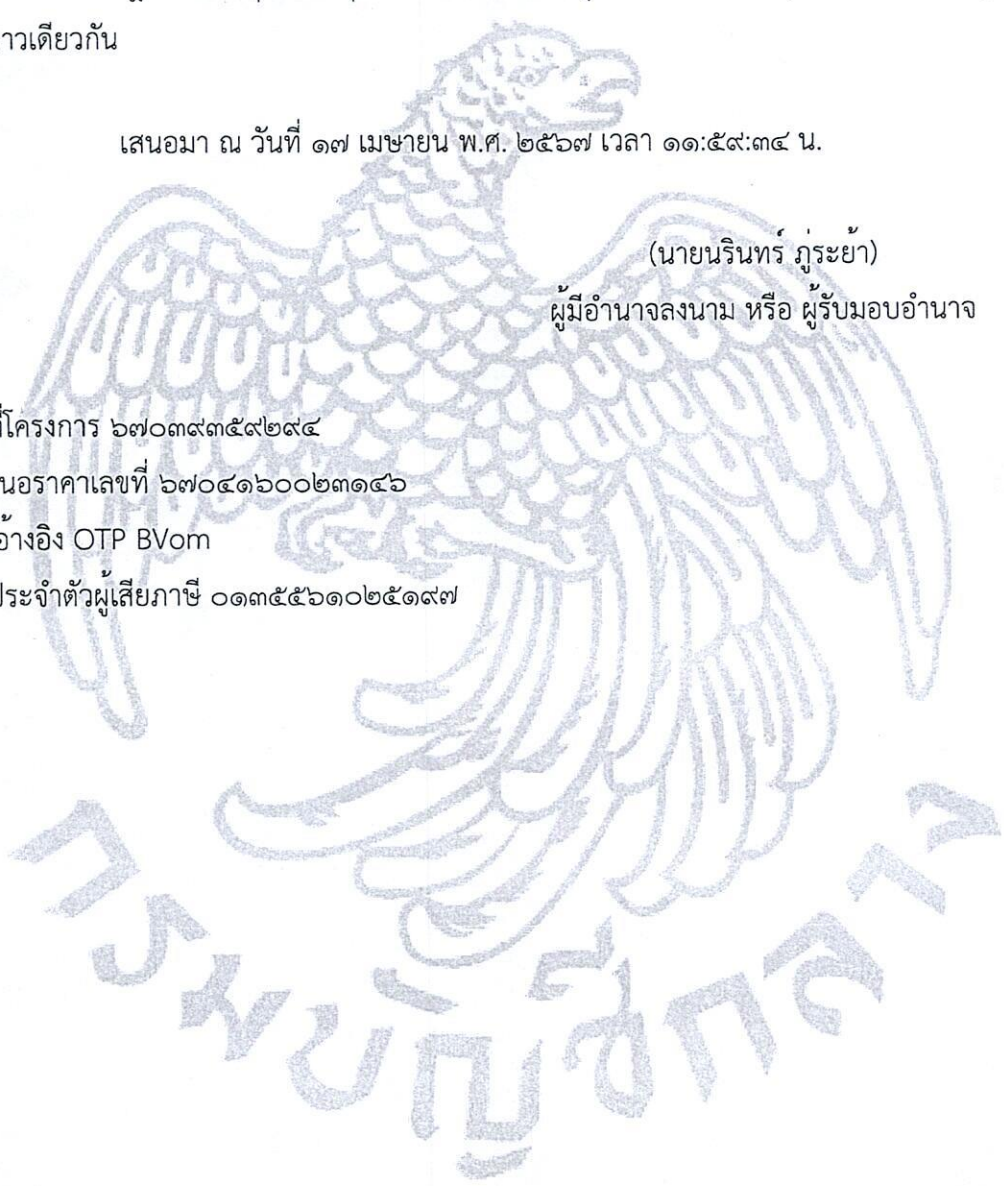 าวเดียวกัน
เสนอมา ณ วันที่ ๑๗ เมษายน พ.ศ. ๒๕๖๗ เวลา ๑๑:๕๙:๓๔ น.
(นายนรินทร์ ภู่ระย้า)
ผู้มีอำนาจลงนาม หรือ ผู้รับมอบอำนาจ
ที่โครงการ ๖๗๐๓๙๓๕๙๒๙๔
นอราคาเลขที่ ๖๗๐๔๑๖๐๐๒๓๑๔๖
อ้างอิง OTP BVom
ประจำตัวผู้เสียภาษี ๐๑๓๕๕๖๑๐๒๕๑๙๗
กรมบัญชีกลาง